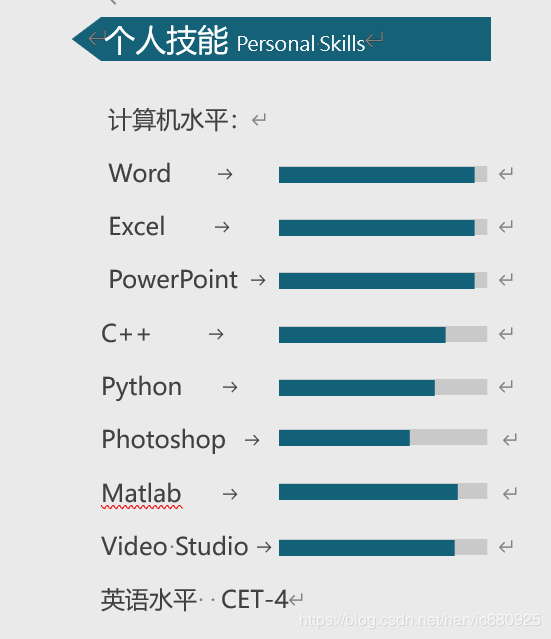 个人技能 Personal Skills
计算机水平：
Word
Excel
PowerPoint
C++
Python
Photoshop
Matlab
Video Studio
英语水平 CET-4
https://blog.csdn.net/harvic880925